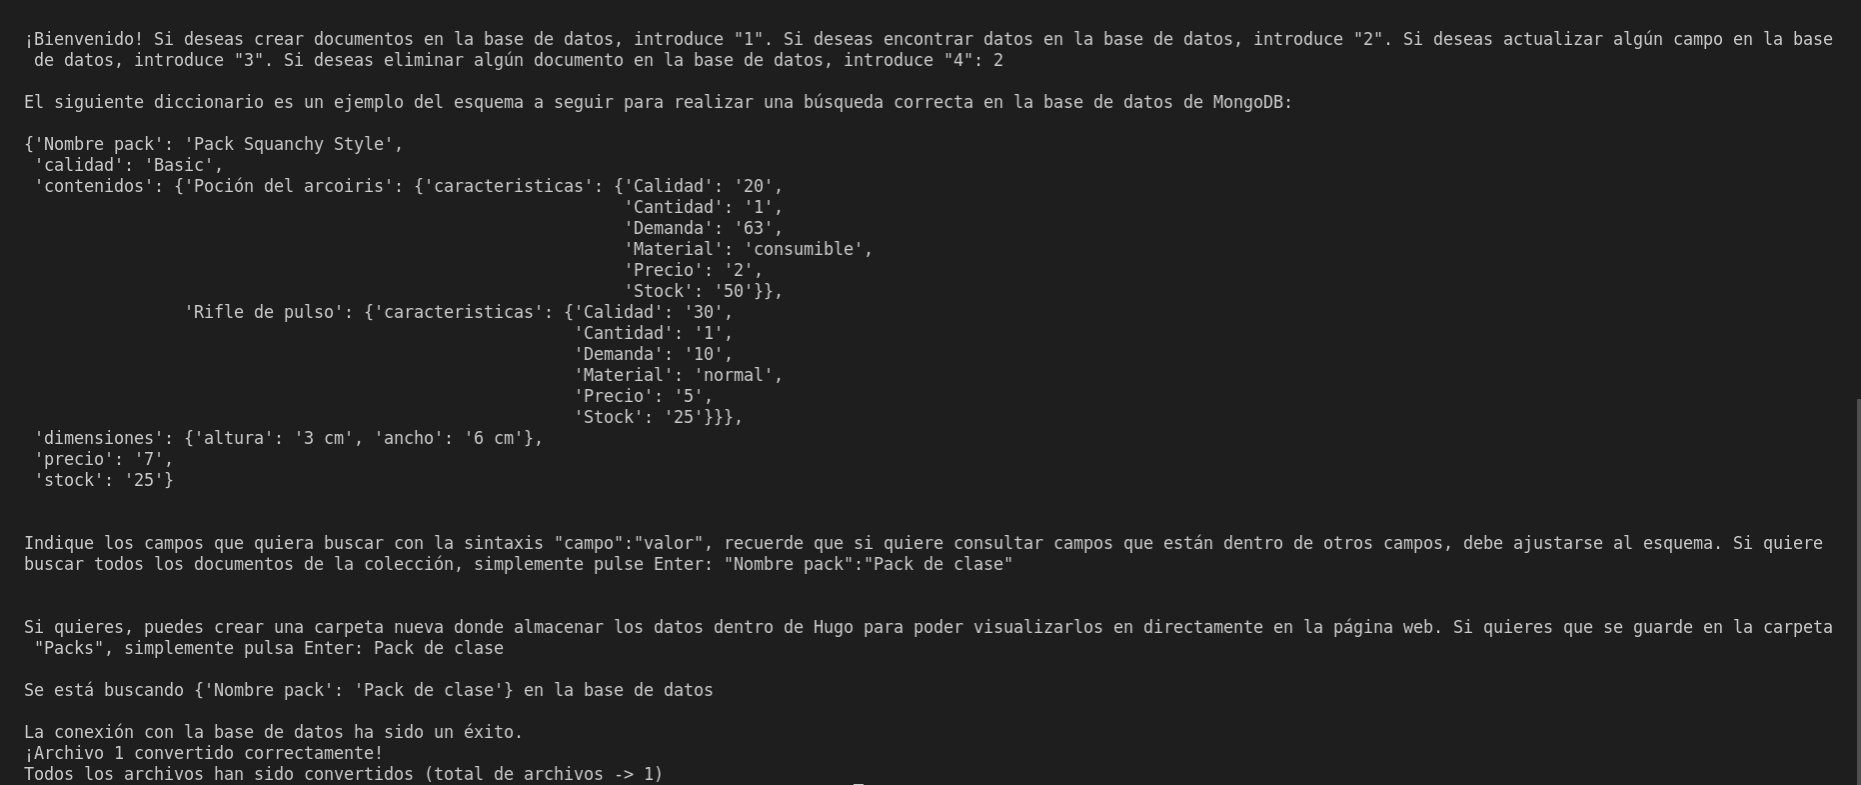 ¡Bienvenido! Si deseas crear documentos en la base de datos, introduce "1". Si deseas encontrar datos en la base de datos, introduce "2". Si deseas actualizar algún campo en la base
de datos, introduce "3". Si deseas eliminar algún documento en la base de datos, introduce "4": 2
El siguiente diccionario es un ejemplo del esquema a seguir para realizar una búsqueda correcta en la base de datos de MongoDB:
{'Nombre pack': 'Pack Squanchy Style',
'calidad': 'Basic',
'contenidos': {'Poción del arcoiris': {'caracteristicas': {'Calidad': '20',
'Cantidad': '1',
'Demanda': '63',
'Material': 'consumible',
'Precio': '2',
'Stock': '50'}},
'Rifle de pulso': {'caracteristicas': {'Calidad': '30',
'Cantidad': '1',
'Demanda': '10',
'Material': 'normal',
'Precio': '5',
'Stock': '25'}}},
'dimensiones': {'altura': '3 cm', 'ancho': '6 cm'},
'precio': '7',
'stock': '25'}
Indique los campos que quiera buscar con la sintaxis "campo":"valor", recuerde que si quiere consultar campos que están dentro de otros campos, debe ajustarse al esquema. Si quiere
buscar todos los documentos de la colección, simplemente pulse Enter: "Nombre pack":"Pack de clase"
Si quieres, puedes crear una carpeta nueva donde almacenar los datos dentro de Hugo para poder visualizarlos en directamente en la página web. Si quieres que se guarde en la carpeta
"Packs", simplemente pulsa Enter: Pack de clase
Se está buscando {'Nombre pack': 'Pack de clase'} en la base de datos
La conexión con la base de datos ha sido un éxito.
¡Archivo 1 convertido correctamente!
Todos los archivos han sido convertidos (total de archivos -> 1)